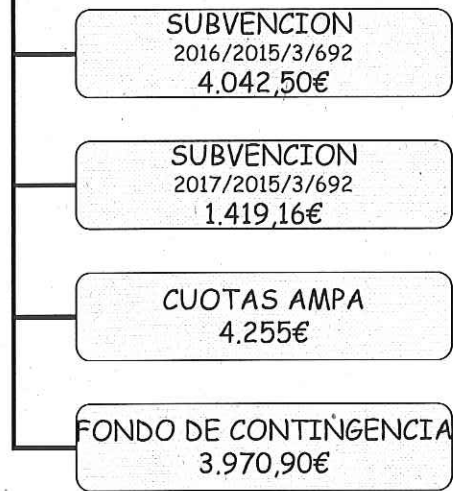 SUBVENCION
2016/2015/3/692
4.042,50€
SUBVENCION
2017/2015/3/692
1.419,16€
CUOTAS AMPA
4.255€
FONDO DE CONTINGENCIA
3.970,90€